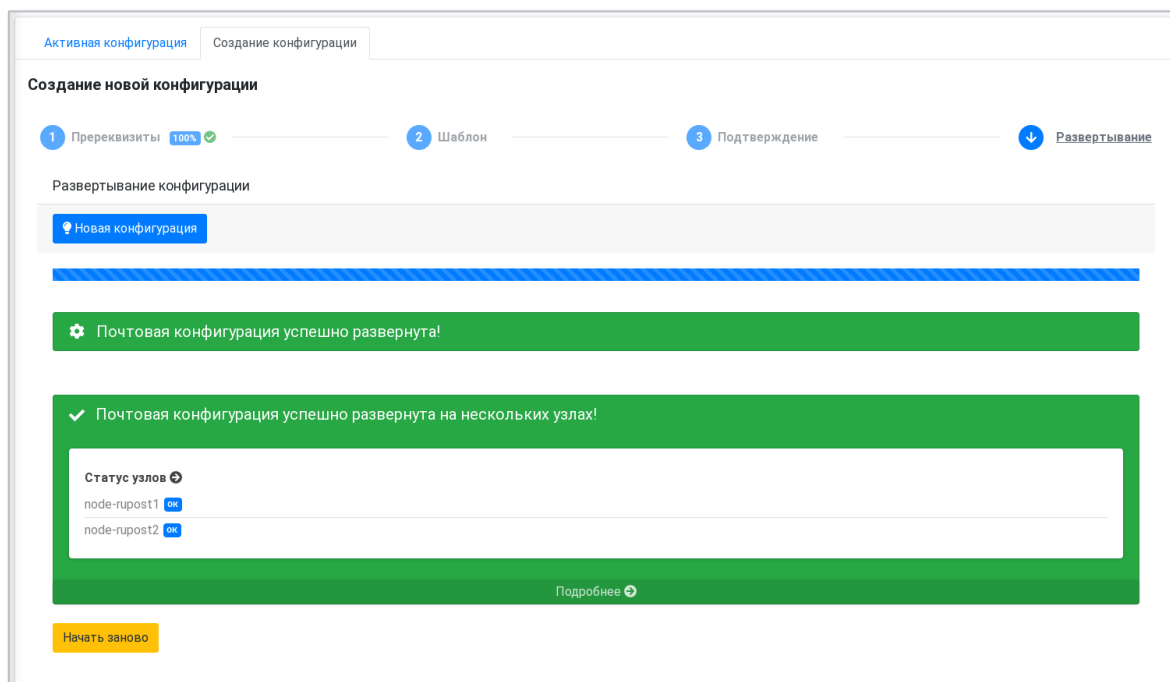 Активная конфигурация Создание конфигурации
Создание новой конфигурации
1 Пререквизиты 100% 2 Шаблон 3 Подтверждение Развертывание
Развертывание конфигурации
Новая конфигурация
Почтовая конфигурация успешно развернута!
Почтовая конфигурация успешно развернута на нескольких узлах!
Статус узлов
node-rupost1 ОК
node-rupost2 ОК
Подробнее
Начать заново